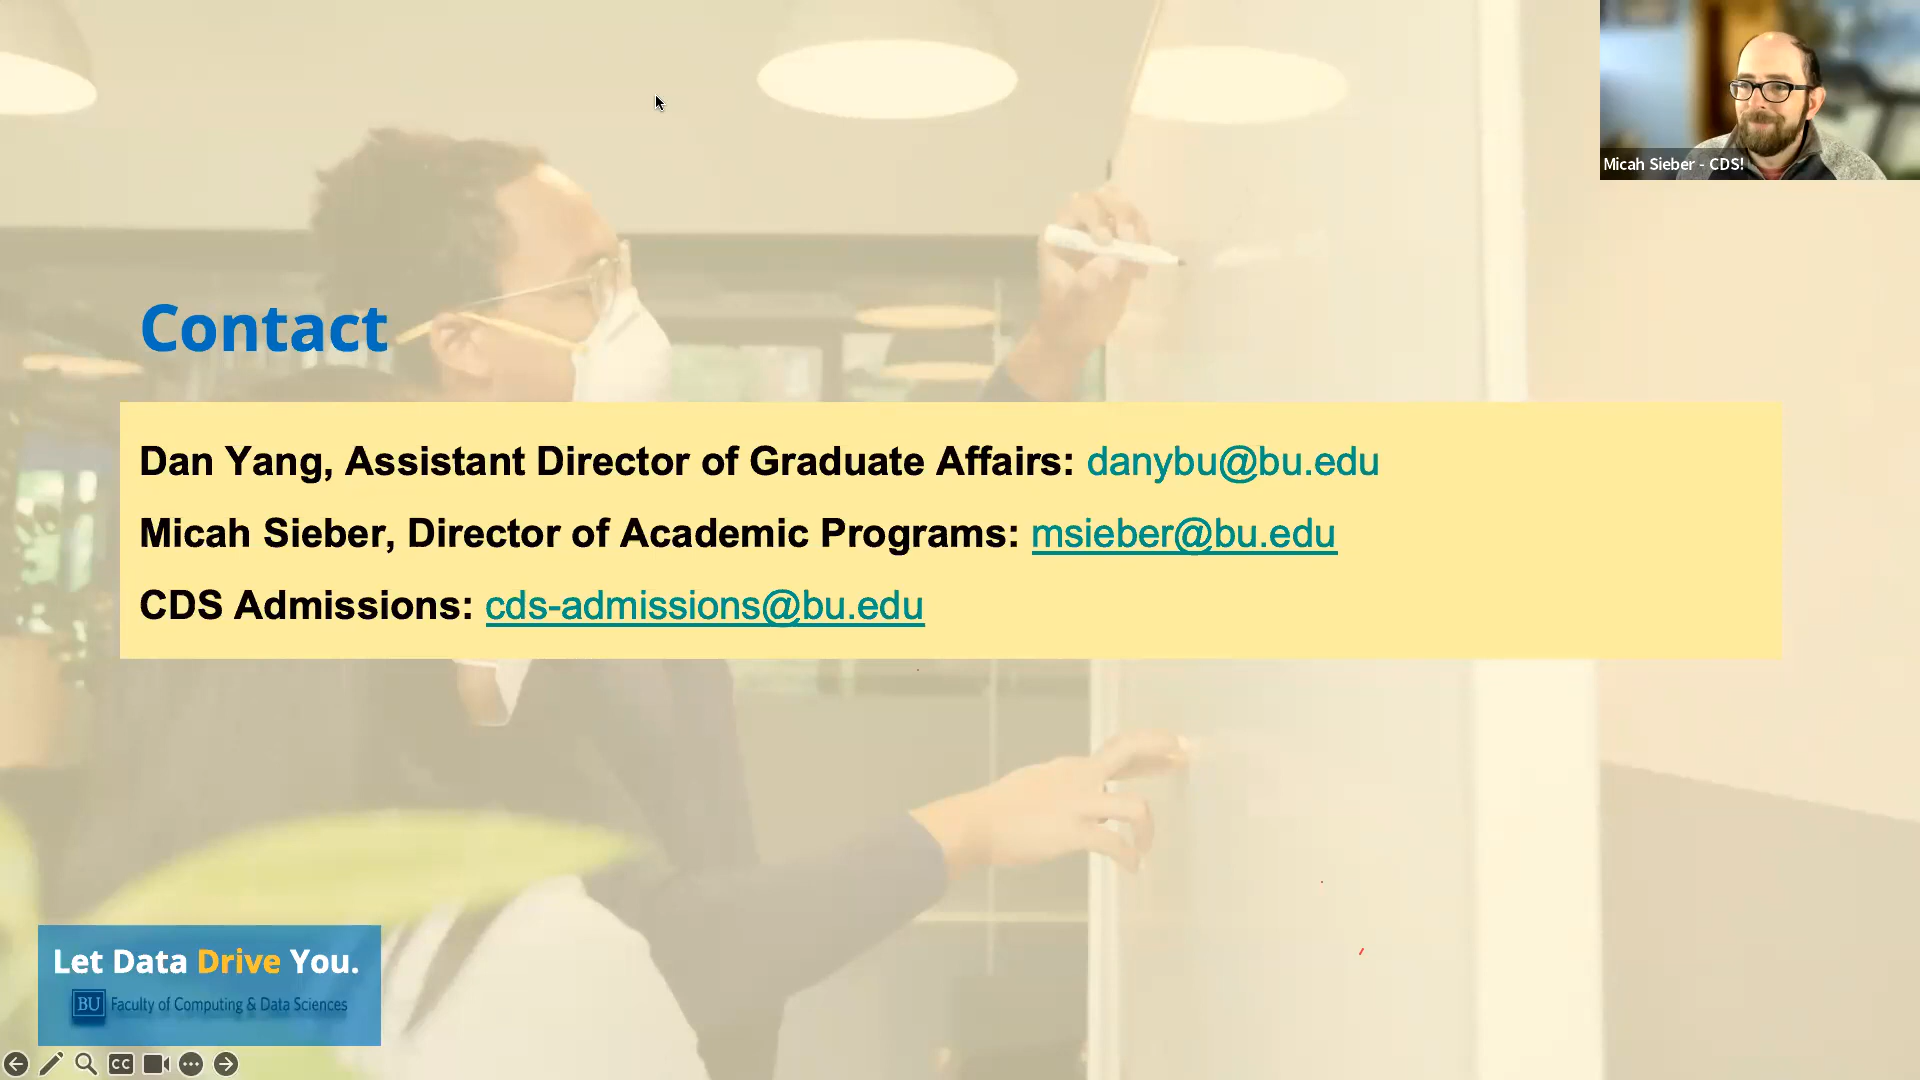 Micah Sieber - CDS!
Contact
Dan Yang, Assistant Director of Graduate Affairs: danybu@bu.edu
Micah Sieber, Director of Academic Programs: msieber@bu.edu
CDS Admissions: cds-admissions@bu.edu
Let Data Drive You.
BU Faculty of Computing & Data Sciences
CC